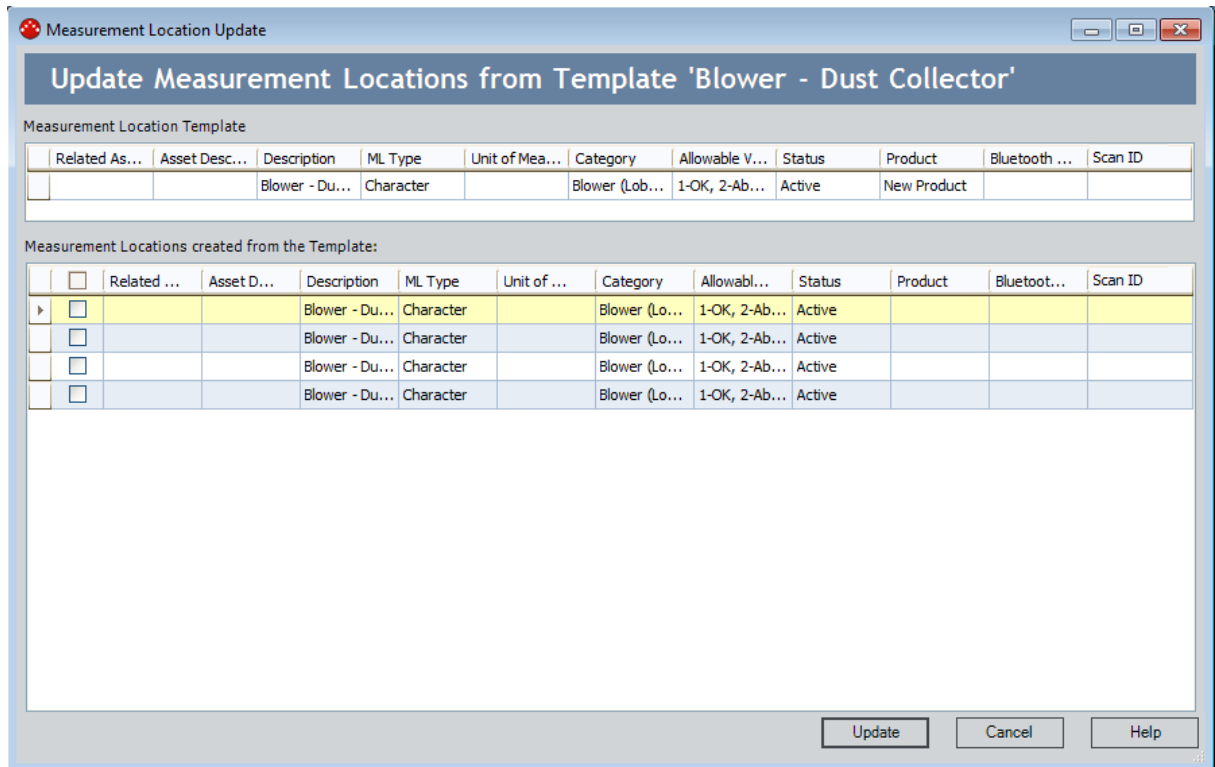 Measurement Location Update
Update Measurement Locations from Template 'Blower - Dust Collector'
Measurement Location Template
Related As... Asset Desc... Description ML Type Unit of Mea... Category Allowable V... Status Product Bluetooth ... Scan ID
Blower - Du... Character Blower (Lob... 1-OK, 2-Ab... Active New Product
Measurement Locations created from the Template:
Related ... Asset D... Description ML Type Unit of ... Category Allowabl... Status Product Bluetoot... Scan ID
Blower - Du... Character Blower (Lo... 1-OK, 2-Ab... Active
Blower - Du... Character Blower (Lo... 1-OK, 2-Ab... Active
Blower - Du... Character Blower (Lo... 1-OK, 2-Ab... Active
Blower - Du... Character Blower (Lo... 1-OK, 2-Ab... Active
Update Cancel Help